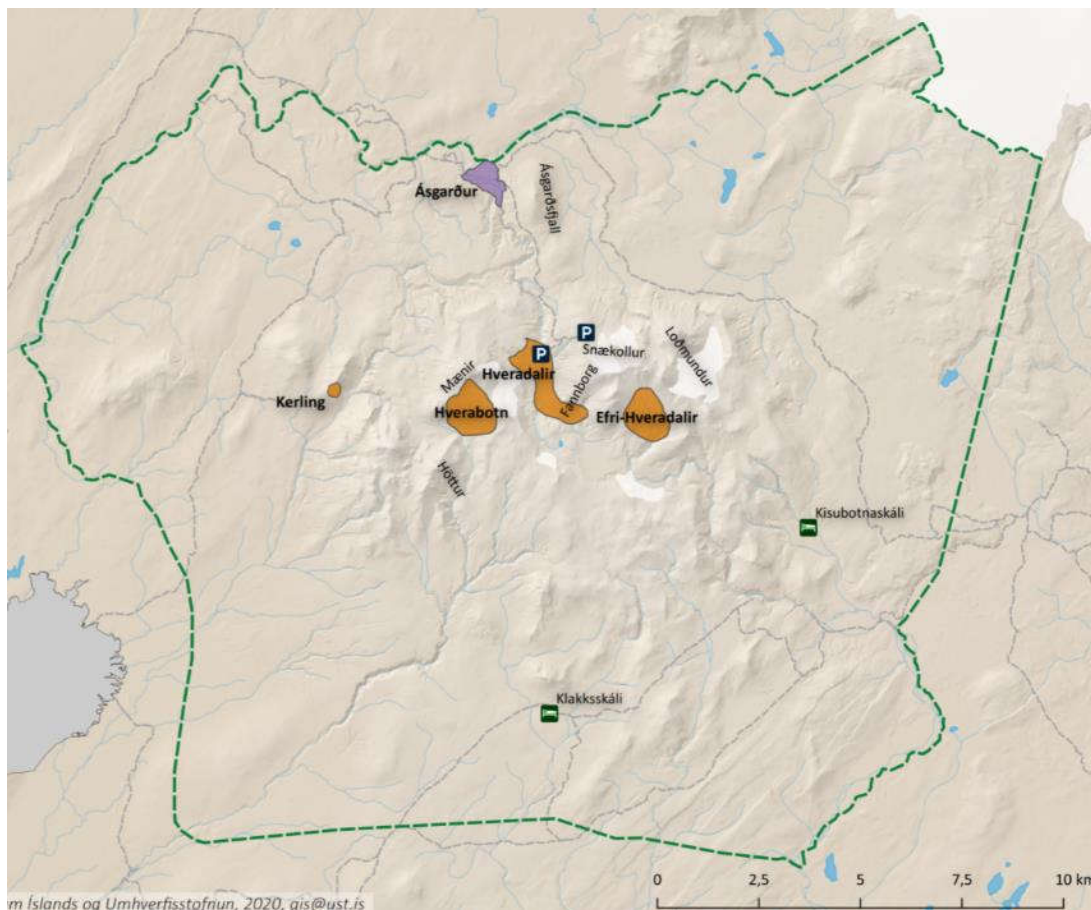 Ásgarður
Ásgarðsfjall
P
Snækollur
Loðmundur
P
Hveradalir
Mænir
Fannborg
Kerling
Hverabotn
Efri-Hveradalir
Höttur
Kisubotnaskáli
Klakksskáli
0 2,5 5 7,5 10 km
m Íslands og Umhverfisstofnun, 2020, gis@ust.is